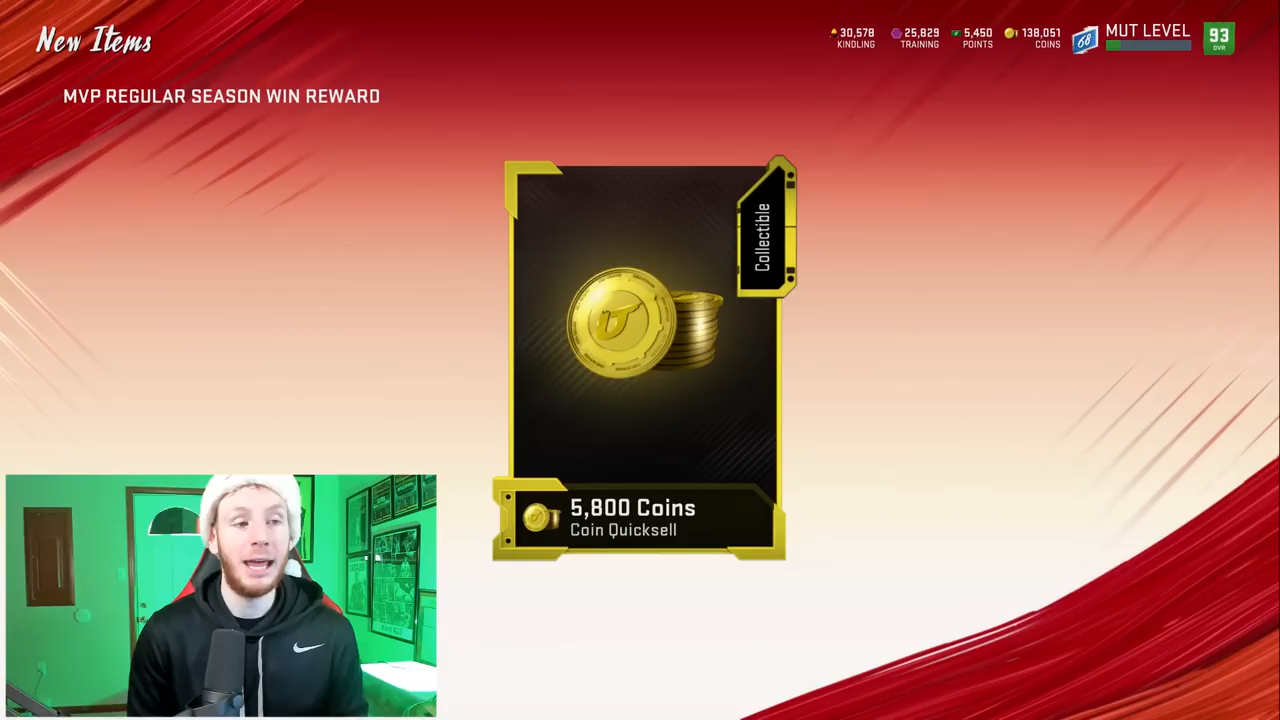 New Items
30,578
KINDLING
25,829
TRAINING
5,450
POINTS
138,051
COINS
68
MUT LEVEL
93
OVR
MVP REGULAR SEASON WIN REWARD
Collectible
5,800 Coins
Coin Quicksell